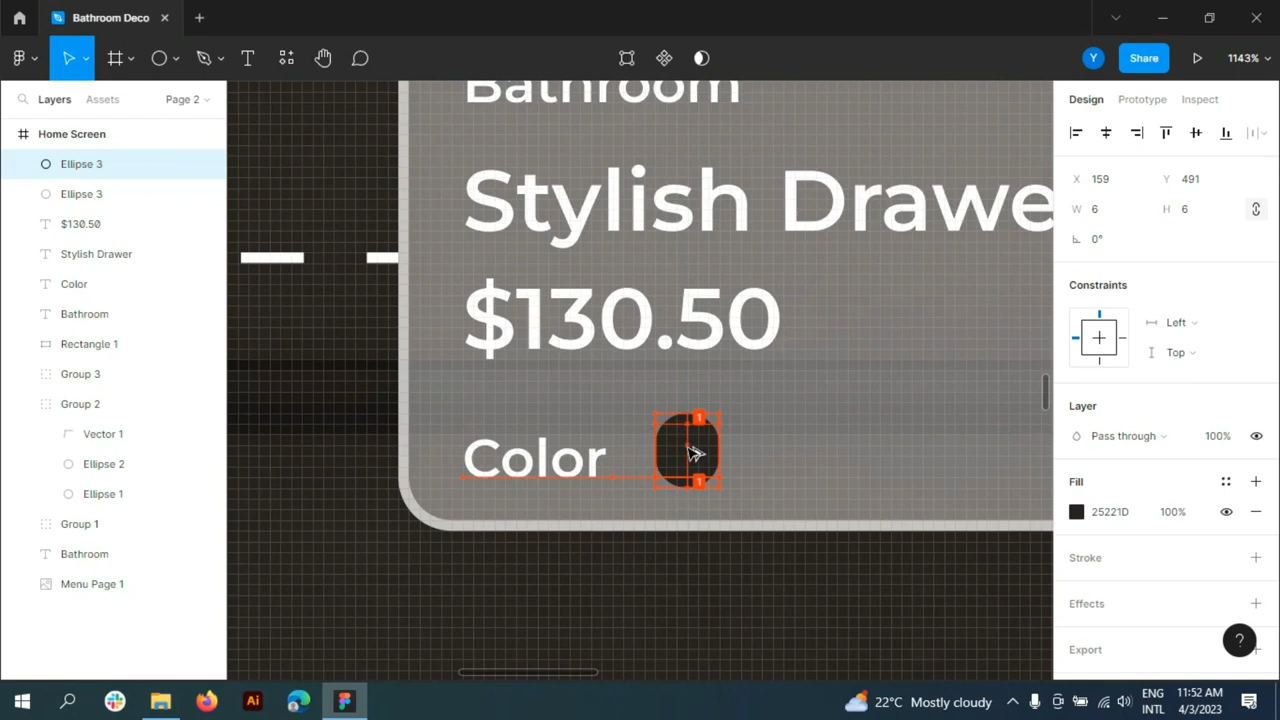 Bathroom Deco
Share
Y
1143%
Layers
Assets
Page 2
Home Screen
Ellipse 3
Ellipse 3
$130.50
Stylish Drawer
Color
Bathroom
Rectangle 1
Group 3
Group 2
Vector 1
Ellipse 2
Ellipse 1
Group 1
Bathroom
Menu Page 1
Bathroom
Stylish Drawe
$130.50
Color
1
1
Design
Prototype
Inspect
X 159
Y 491
W 6
H 6
0°
Constraints
Left
Top
Layer
Pass through
100%
Fill
25221D
100%
Stroke
Effects
Export
?
Ai
22°C Mostly cloudy
ENG
INTL
11:52 AM
4/3/2023